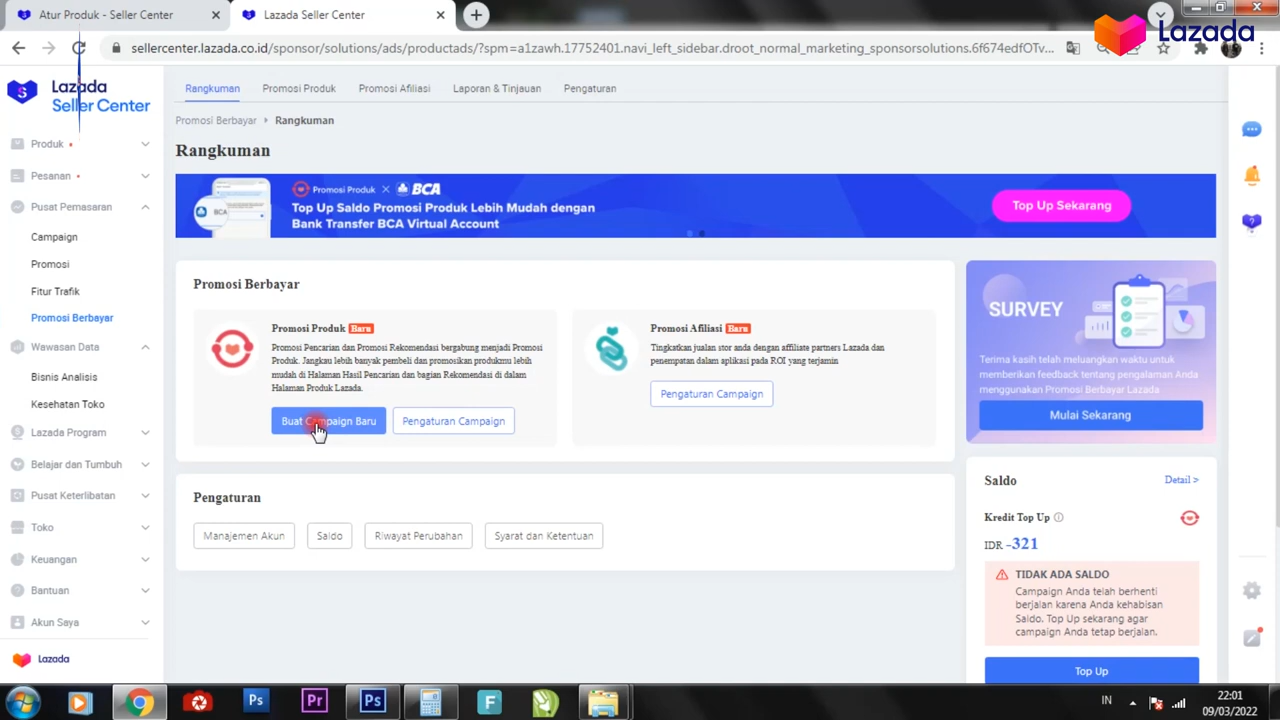 Atur Produk - Seller Center
Lazada Seller Center
sellercenter.lazada.co.id/sponsor/solutions/ads/productads/?spm=a1zawh.17752401.navi_left_sidebar.droot_normal_marketing_sponsorsolutions.6f674edfOTv...
Lazada
Lazada
Seller Center
Rangkuman
Promosi Produk
Promosi Afiliasi
Laporan & Tinjauan
Pengaturan
Promosi Berbayar
Rangkuman
Rangkuman
Produk
Pesanan
Pusat Pemasaran
Campaign
Promosi
Fitur Trafik
Promosi Berbayar
Wawasan Data
Bisnis Analisis
Kesehatan Toko
Lazada Program
Belajar dan Tumbuh
Pusat Keterlibatan
Toko
Keuangan
Bantuan
Akun Saya
Lazada
BCA
Promosi Produk × BCA
Top Up Saldo Promosi Produk Lebih Mudah dengan
Bank Transfer BCA Virtual Account
Top Up Sekarang
Promosi Berbayar
Promosi Produk Baru
Promosi Pencarian dan Promosi Rekomendasi bergabung menjadi Promosi
Produk. Jangkau lebih banyak pembeli dan promosikan produkmu lebih
mudah di Halaman Hasil Pencarian dan bagian Rekomendasi di dalam
Halaman Produk Lazada.
Buat Campaign Baru
Pengaturan Campaign
Promosi Afiliasi Baru
Tingkatkan jualan stor anda dengan affiliate partners Lazada dan
penempatan dalam aplikasi pada ROI yang terjamin
Pengaturan Campaign
Pengaturan
Manajemen Akun
Saldo
Riwayat Perubahan
Syarat dan Ketentuan
SURVEY
Terima kasih telah meluangkan waktu untuk
memberikan feedback tentang pengalaman Anda
menggunakan Promosi Berbayar Lazada
Mulai Sekarang
Saldo
Detail >
Kredit Top Up
IDR -321
TIDAK ADA SALDO
Campaign Anda telah berhenti
berjalan karena Anda kehabisan
Saldo. Top Up sekarang agar
campaign Anda tetap berjalan.
Top Up
Ps
Pr
Ps
F
IN
22:01
09/03/2022